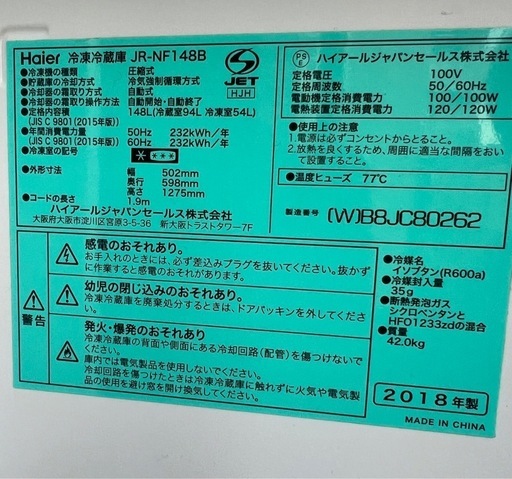 Haier 冷凍冷蔵庫 JR-NF148B
●冷凍機の種類 圧縮式
●貯蔵室の冷却方式 冷気強制循環方式
●冷却器の霜取り方式 自動式
●冷却器の霜取り操作方法 自動開始・自動終了
●定格内容積 148L(冷蔵室94L 冷凍室54L)
(JIS C 9801(2015年版))
●年間消費電力量 50Hz 232kWh/年
(JIS C 9801(2015年版)) 60Hz 232kWh/年
●冷凍室の記号
●外形寸法 幅 502mm
奥行 598mm
高さ 1275mm
●コードの長さ 1.9m
ハイアールジャパンセールス株式会社
大阪府大阪市淀川区宮原3-5-36 新大阪トラストタワー7F
S
JET
HJH
PS
E
ハイアールジャパンセールス株式会社
定格電圧 100V
定格周波数 50/60Hz
電動機定格消費電力 100/100W
電熱装置定格消費電力 120/120W
●使用上の注意
1.電源は必ずコンセントからとること。
2.放熱を良くするため、周囲に適当な間隔をおい
て設置すること。
●温度ヒューズ 77℃
製造番号 (W)B8JC80262
警告
感電のおそれあり。
お手入れのときには、必ず差込みプラグを抜いてください。抜かず
に作業すると感電のおそれがあります。
幼児の閉じ込みのおそれあり。
冷凍冷蔵庫を廃棄処分するときは、ドアパッキンを外してください。
発火・爆発のおそれあり
冷凍冷蔵庫の背面や側面にある冷却回路(配管)を傷つけないで
ください。
庫内では電気製品を使用しないでください。
冷却回路を傷つけたときは冷凍冷蔵庫に触れずに火気や電気製
品の使用を避け窓を開け換気してください。
●冷媒名
イソブタン(R600a)
●冷媒封入量
35g
●断熱発泡ガス
シクロペンタンと
HFO1233zdの混合
●質量
42.0kg
2018年製
MADE IN CHINA